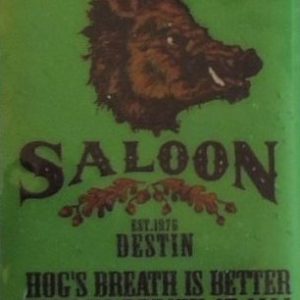 SALOON
EST. 1976
DESTIN
HOG'S BREATH IS BETTER